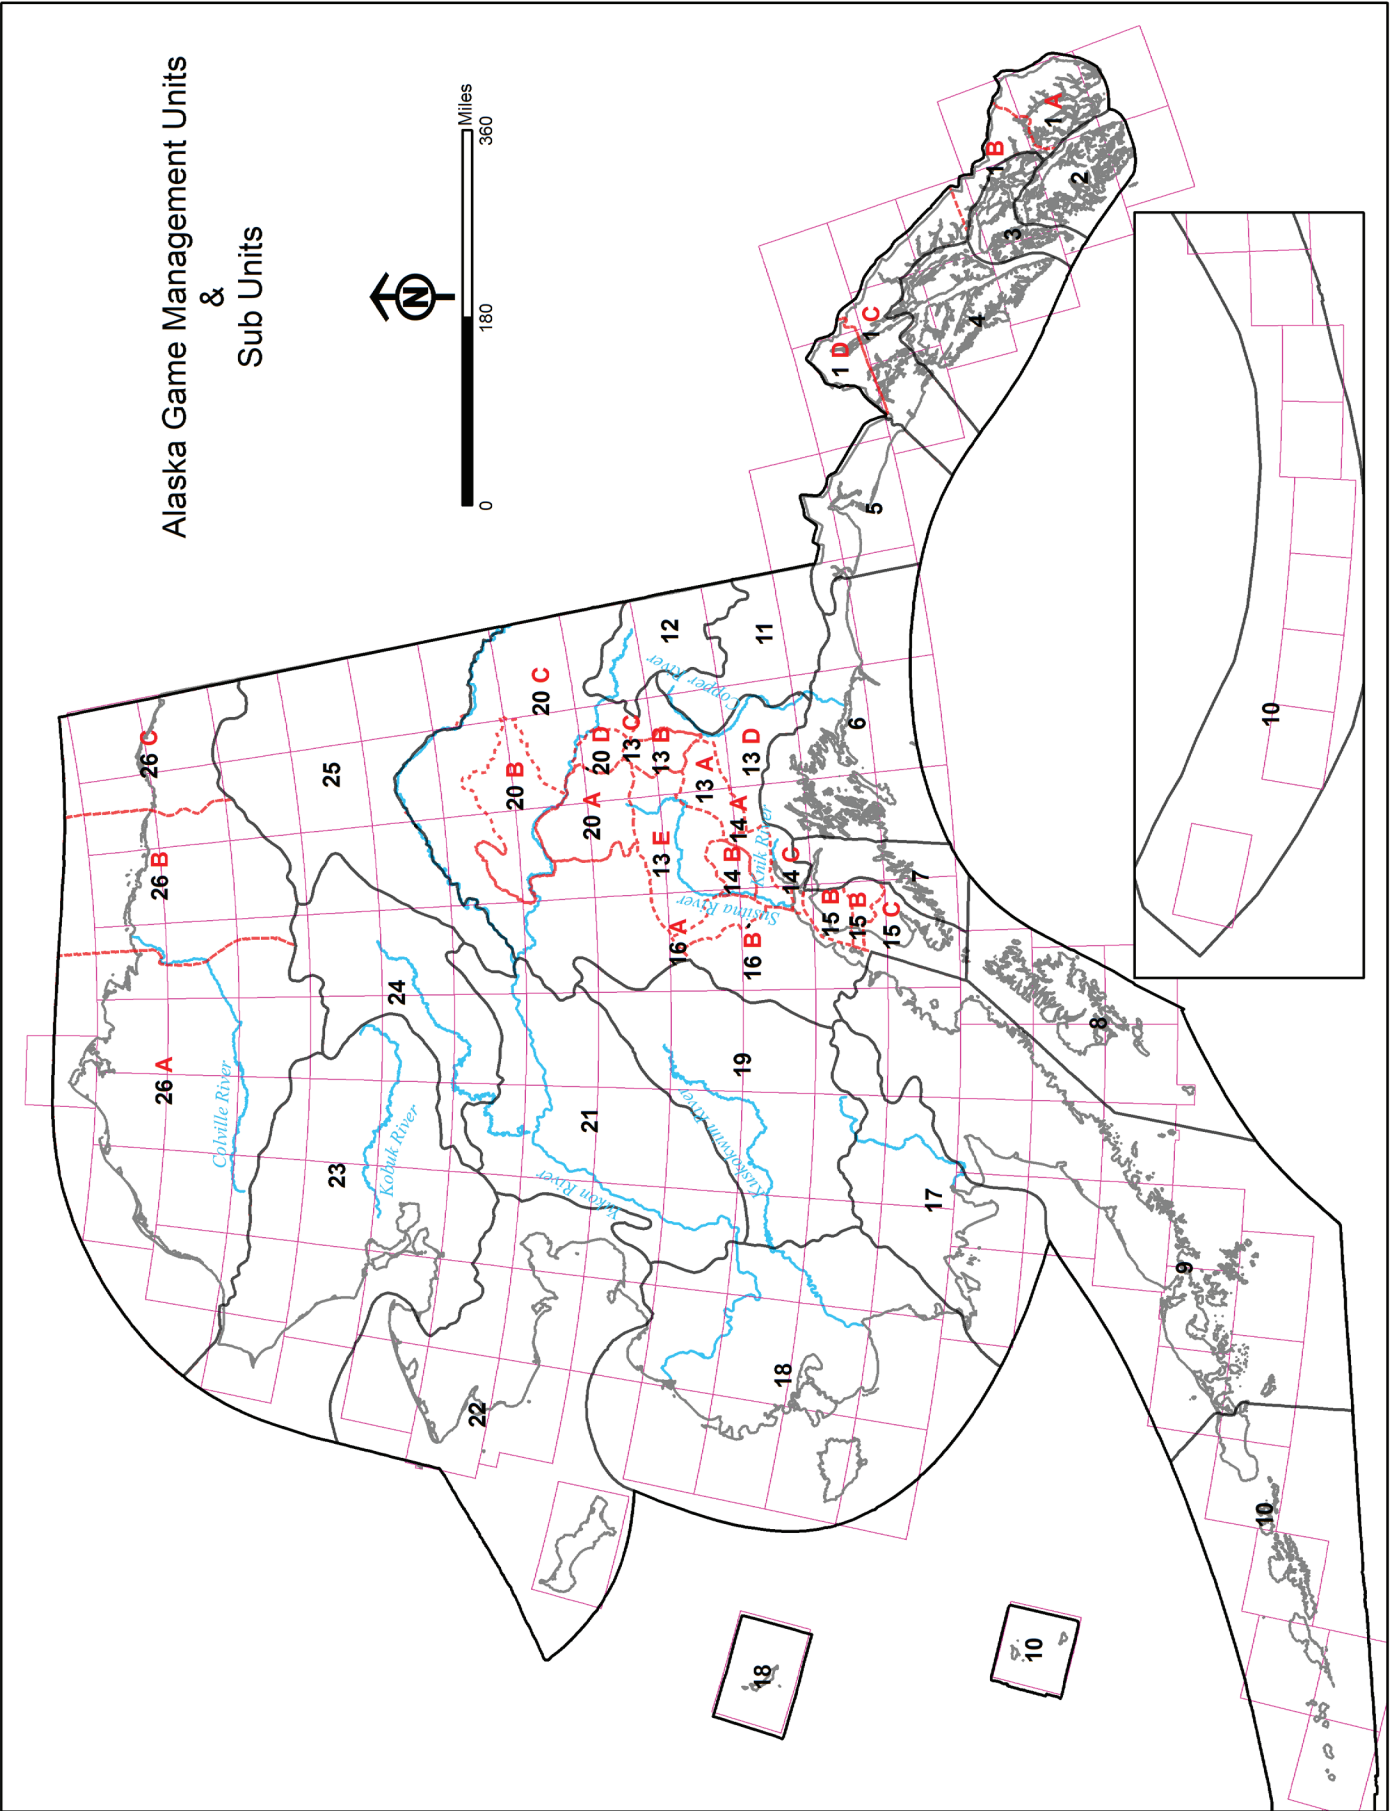 Alaska Game Management Units
&
Sub Units
N
0 180 360 Miles
26 A
26 B
26 C
Colville River
25
24
23
Kobuk River
22
21
Yukon River
20 B
20 C
20 A
20 D
13 C
13 B
13 E
13 A
13 D
12
11
Copper River
14 A
14 B
14 C
Knik River
Susitna River
16 A
16 B
15 B
15 B
15 C
19
Kuskokwim River
18
18
17
10
10
10
9
8
7
6
5
1 D
1 C
1 B
1 A
4
3
2